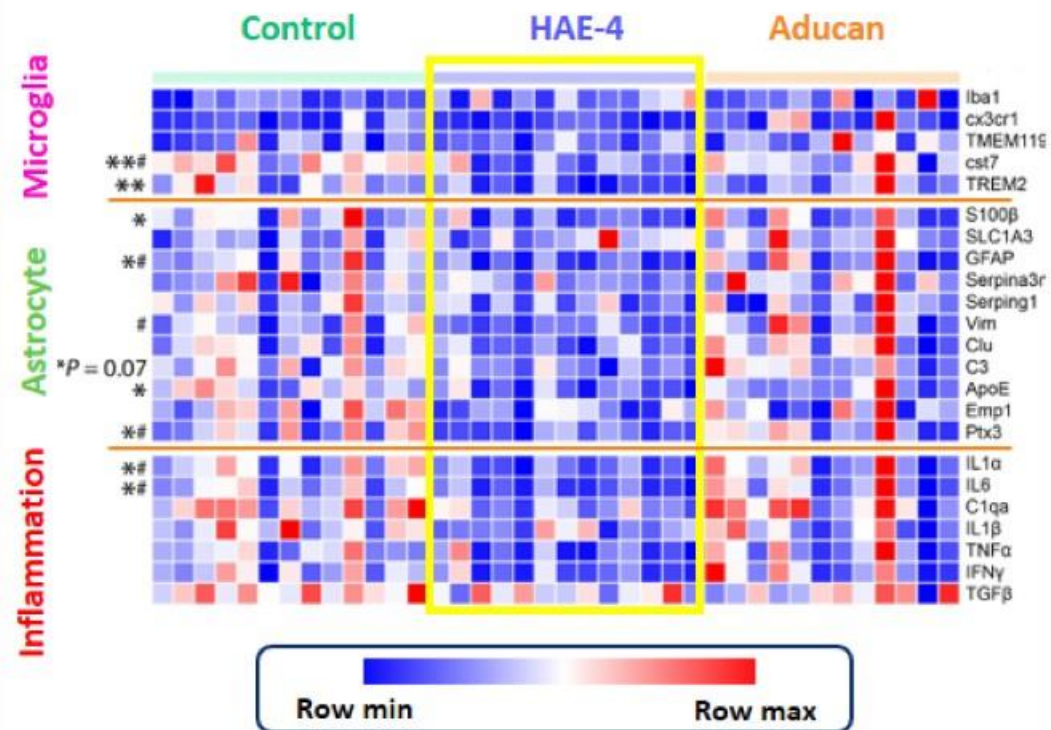 Control HAE-4 Aducan
Microglia
Iba1
cx3cr1
TMEM119
**# cst7
** TREM2
Astrocyte
* S100β
SLC1A3
*# GFAP
Serpina3n
Serping1
# Vim
Clu
*P = 0.07 C3
* ApoE
Emp1
*# Ptx3
Inflammation
*# IL1α
*# IL6
C1qa
IL1β
TNFα
IFNγ
TGFβ
Row min Row max